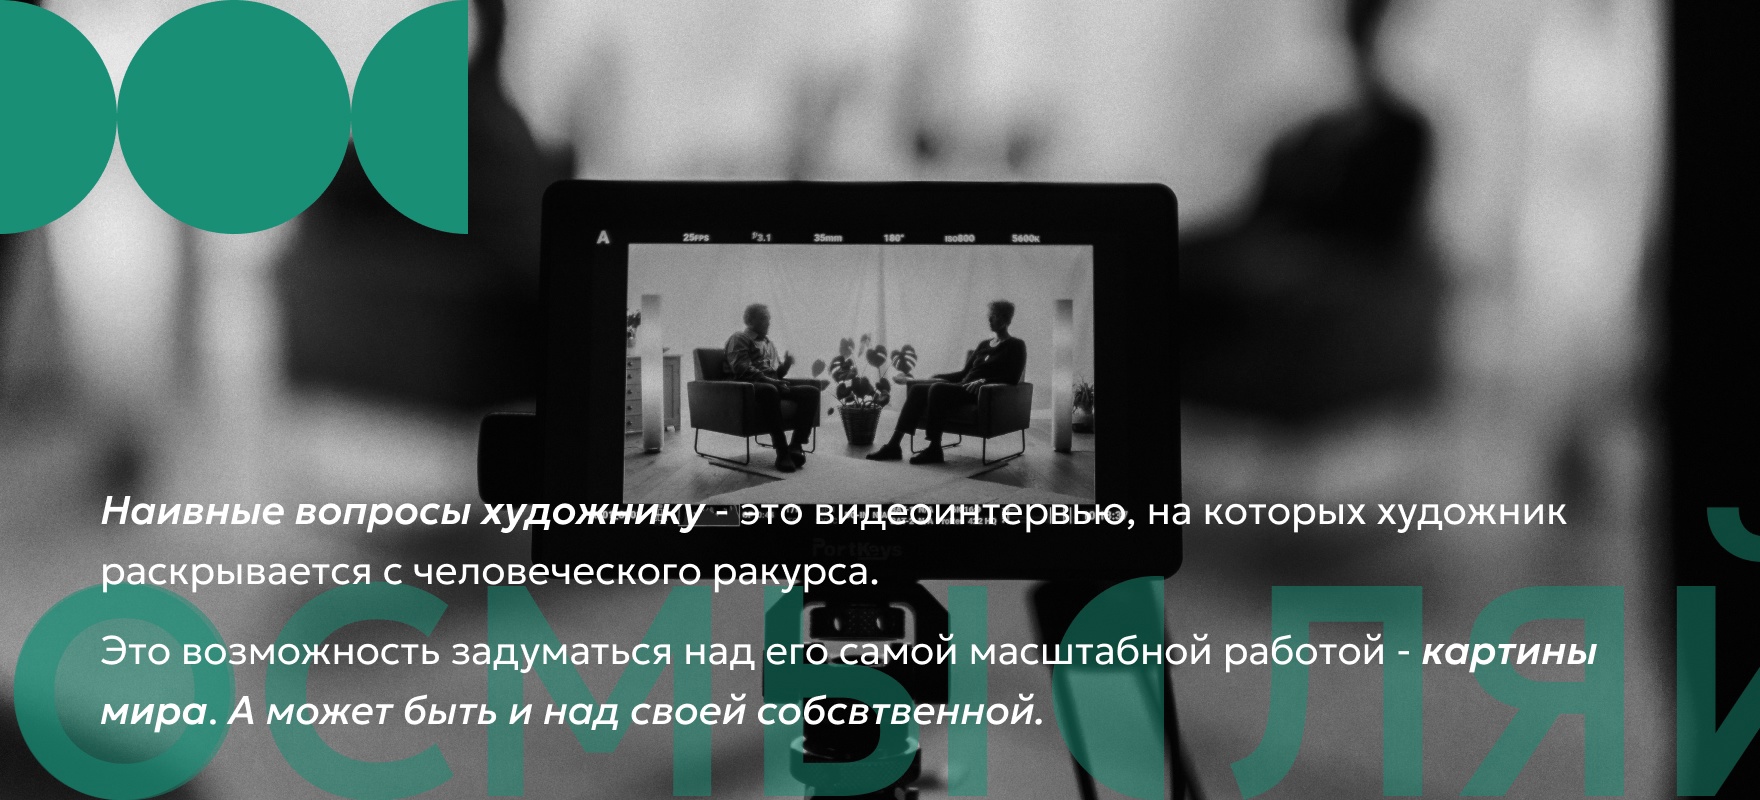 A 25FPS F3.1 35mm 180° ISO800 5600K
Наивные вопросы художнику - это видеоинтервью, на которых художник
раскрывается с человеческого ракурса.
PortKeys
Это возможность задуматься над его самой масштабной работой - картины
мира. А может быть и над своей собсвтвенной.
ОСМЫСЛЯЙ